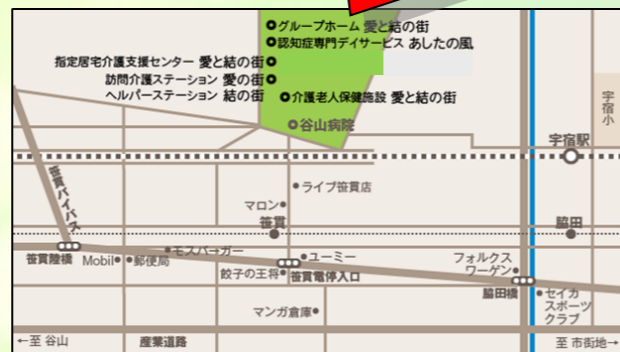 グループホーム 愛と結の街
認知症専門デイサービス あしたの風
指定居宅介護支援センター 愛と結の街
訪問介護ステーション 愛の街
ヘルパーステーション 結の街
介護老人保健施設 愛と結の街
谷山病院
宇宿小
宇宿駅
笹貫バイパス
ライブ笹貫店
マロン
笹貫
脇田
笹貫陸橋
Mobil
郵便局
モスバーガー
ユーミー
餃子の王将
笹貫電停入口
フォルクス
ワーゲン
脇田橋
マンガ倉庫
セイカ
スポーツ
クラブ
←至 谷山
産業道路
至 市街地→